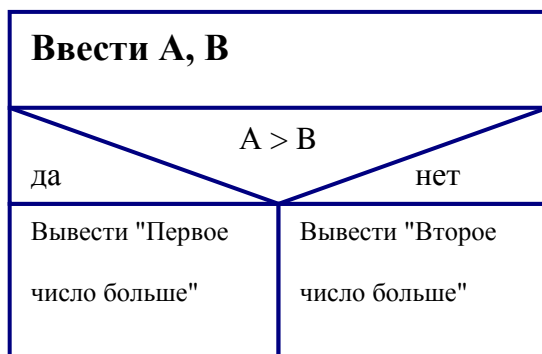 Ввести A, B
A > B
да
нет
Вывести "Первое
число больше"
Вывести "Второе
число больше"